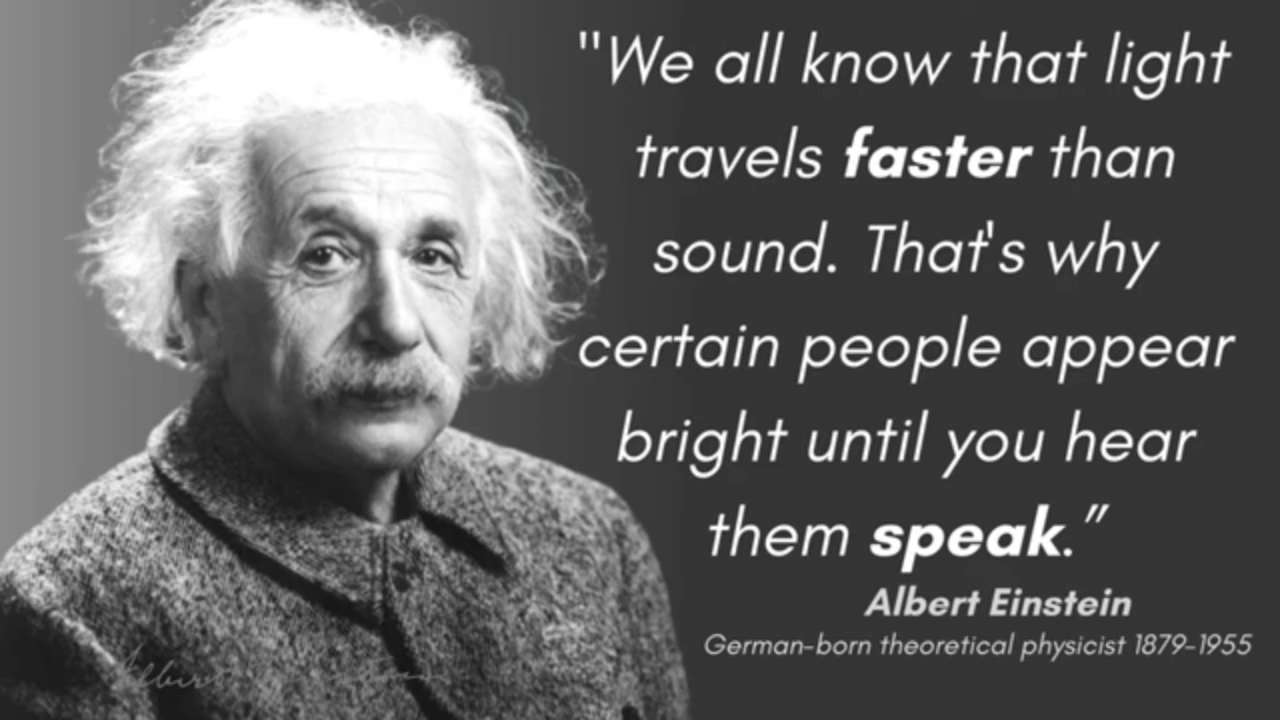 "We all know that light
travels faster than
sound. That's why
certain people appear
bright until you hear
them speak.”
Albert Einstein
German-born theoretical physicist 1879-1955